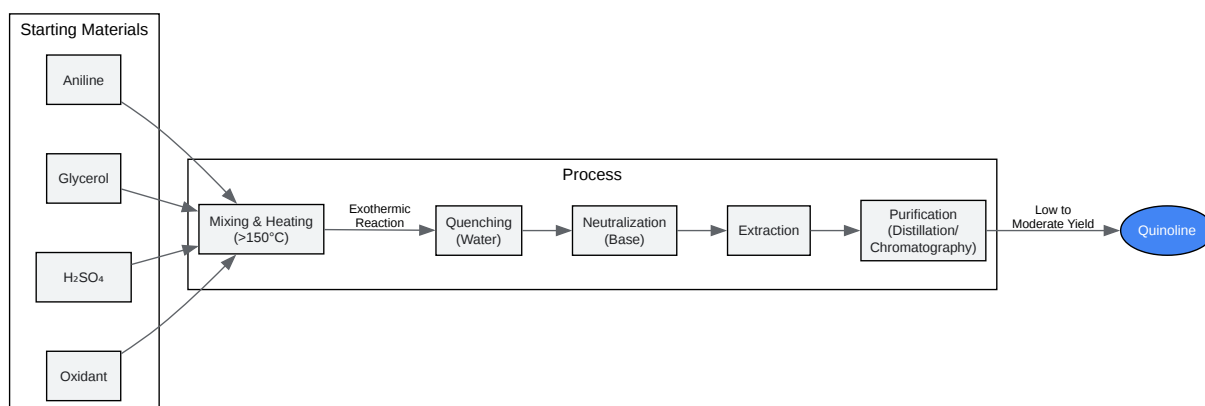 Starting Materials
Aniline
Glycerol
H₂SO₄
Oxidant
Process
Mixing & Heating
(>150°C)
Exothermic
Reaction
Quenching
(Water)
Neutralization
(Base)
Extraction
Purification
(Distillation/
Chromatography)
Low to
Moderate Yield
Quinoline